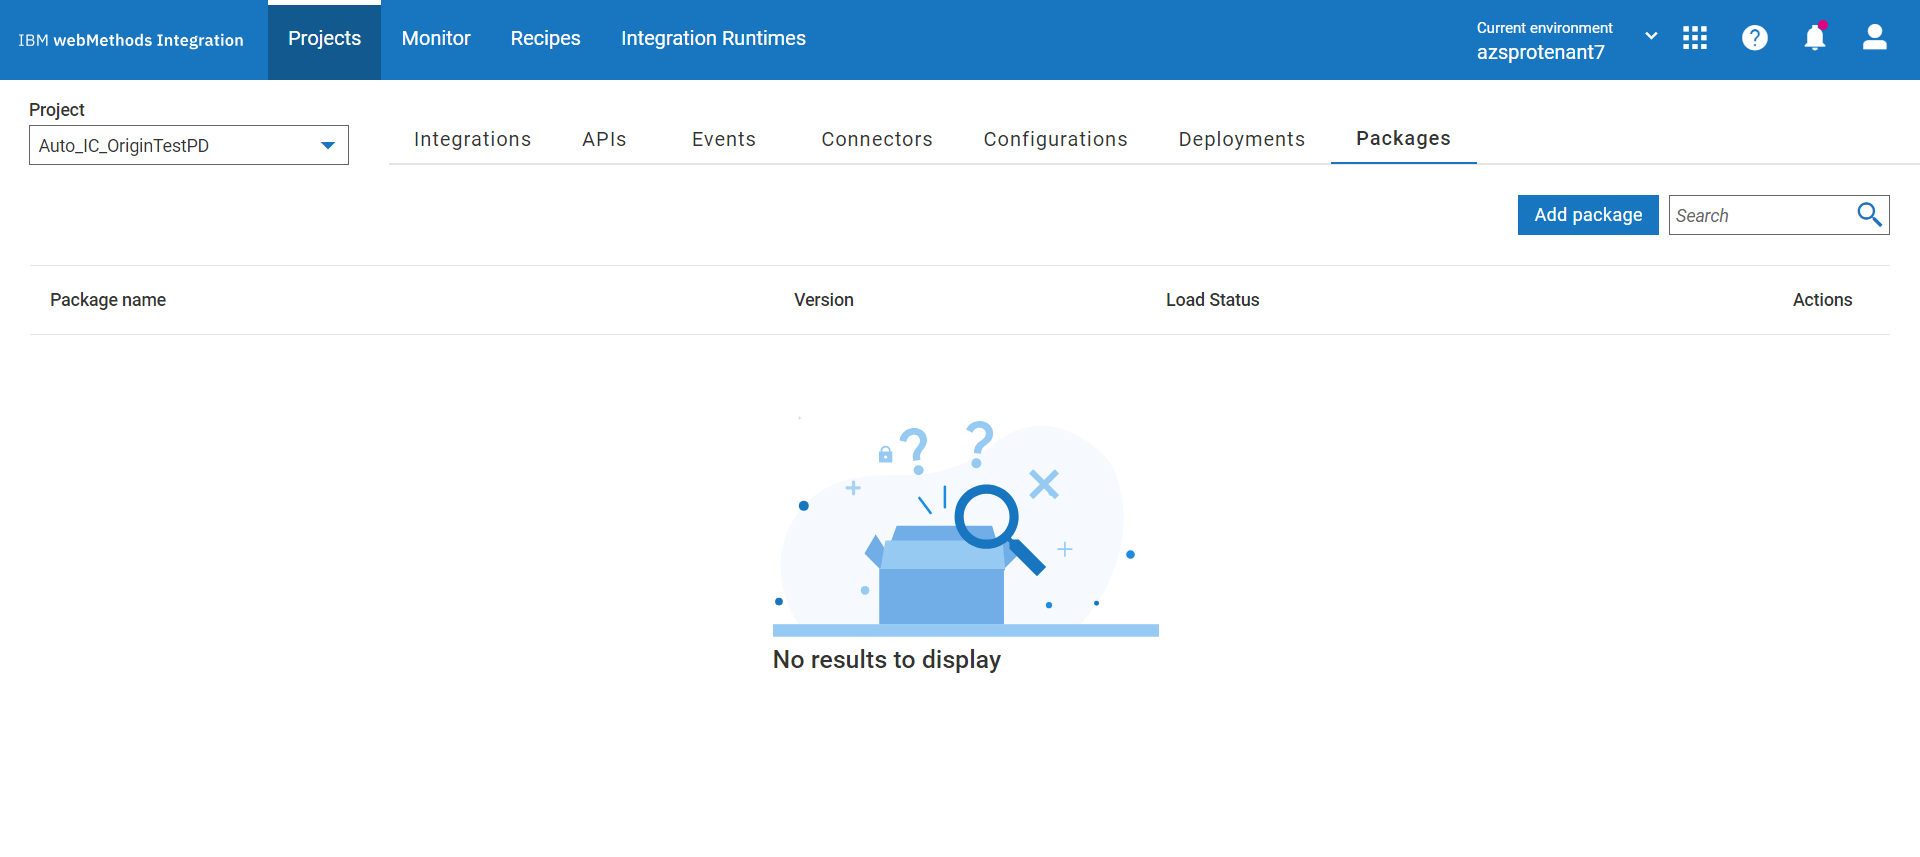 IBM webMethods Integration
Projects
Monitor
Recipes
Integration Runtimes
Current environment
azsprotenant7
Project
Auto_IC_OriginTestPD
Integrations
APIs
Events
Connectors
Configurations
Deployments
Packages
Add package
Search
Package name
Version
Load Status
Actions
No results to display